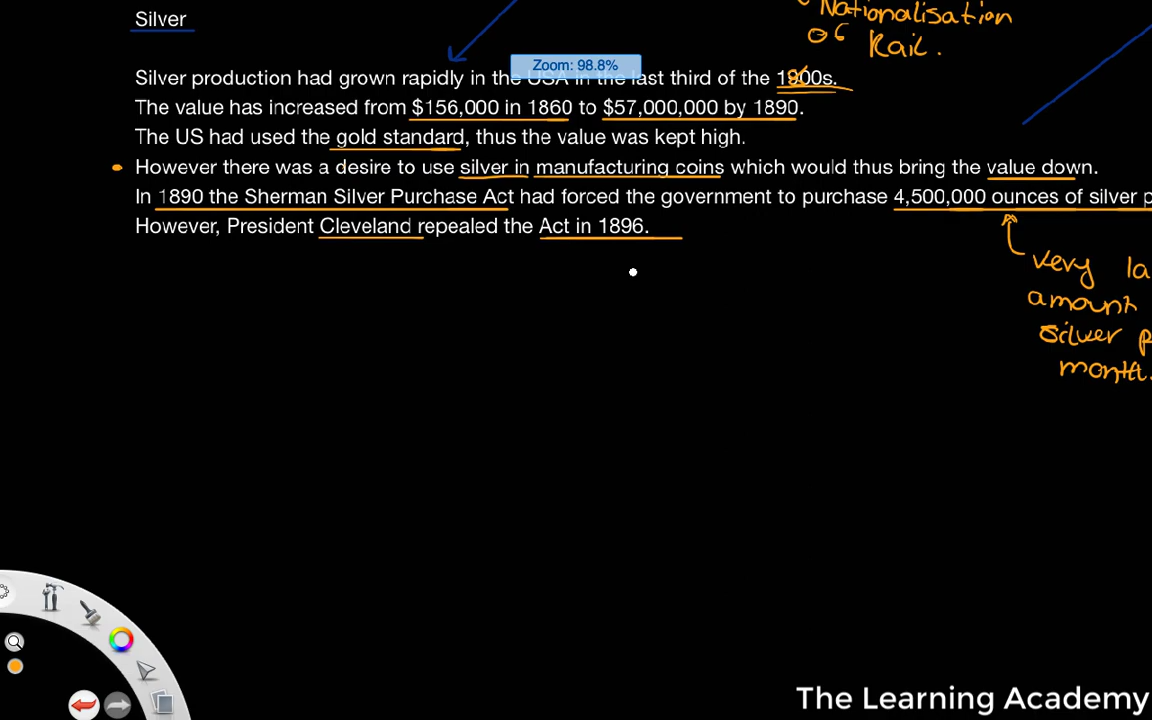 Silver
Nationalisation
Of
Rail.
Zoom: 98.8%
Silver production had grown rapidly in the USA in the last third of the 1800s.
The value has increased from $156,000 in 1860 to $57,000,000 by 1890.
The US had used the gold standard, thus the value was kept high.
However there was a desire to use silver in manufacturing coins which would thus bring the value down.
In 1890 the Sherman Silver Purchase Act had forced the government to purchase 4,500,000 ounces of silver p
However, President Cleveland repealed the Act in 1896.
very la
amount
Silver p
month.
The Learning Academy